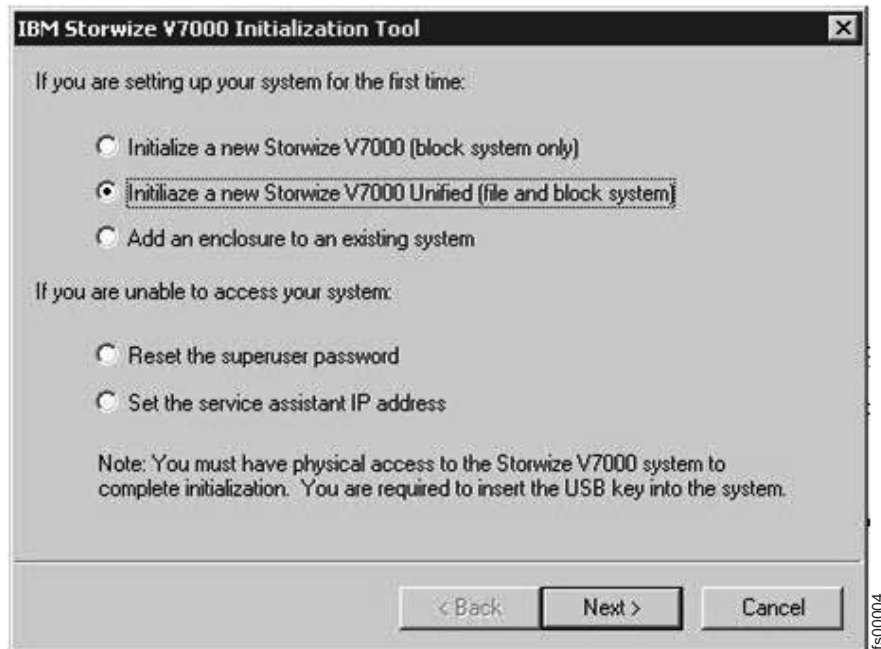 IBM Storwize V7000 Initialization Tool
If you are setting up your system for the first time:
Initialize a new Storwize V7000 (block system only)
Initiliaze a new Storwize V7000 Unified (file and block system)
Add an enclosure to an existing system
If you are unable to access your system:
Reset the superuser password
Set the service assistant IP address
Note: You must have physical access to the Storwize V7000 system to
complete initialization. You are required to insert the USB key into the system.
< Back
Next >
Cancel
fs00004